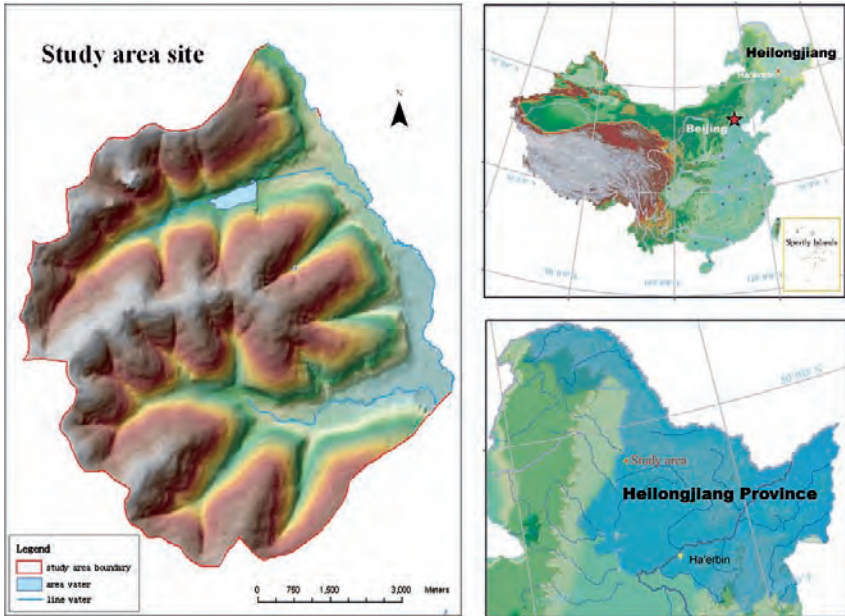 Study area site
N
Legend
study area boundary
area vater
line vater
0 750 1,500 3,000 Meters
Heilongjiang
Ha'erbin
Beijing
Spartly Islands
Study area
Heilongjiang Province
Ha'erbin